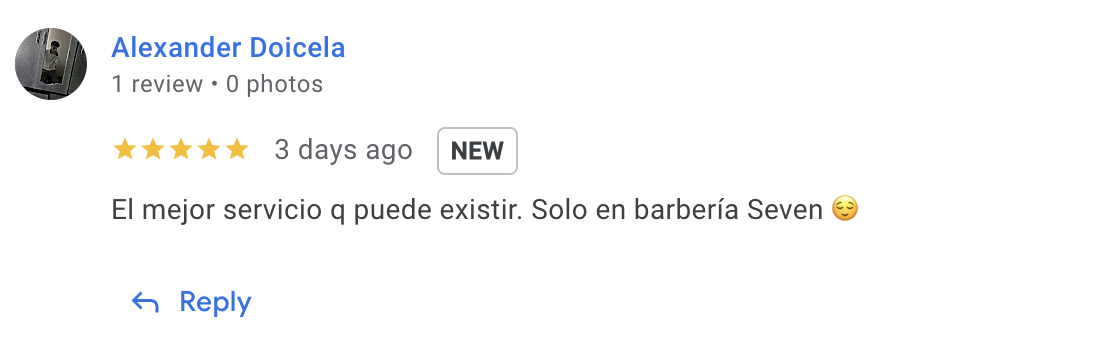 Alexander Doicela
1 review • 0 photos
3 days ago NEW
El mejor servicio q puede existir. Solo en barbería Seven 😌
Reply